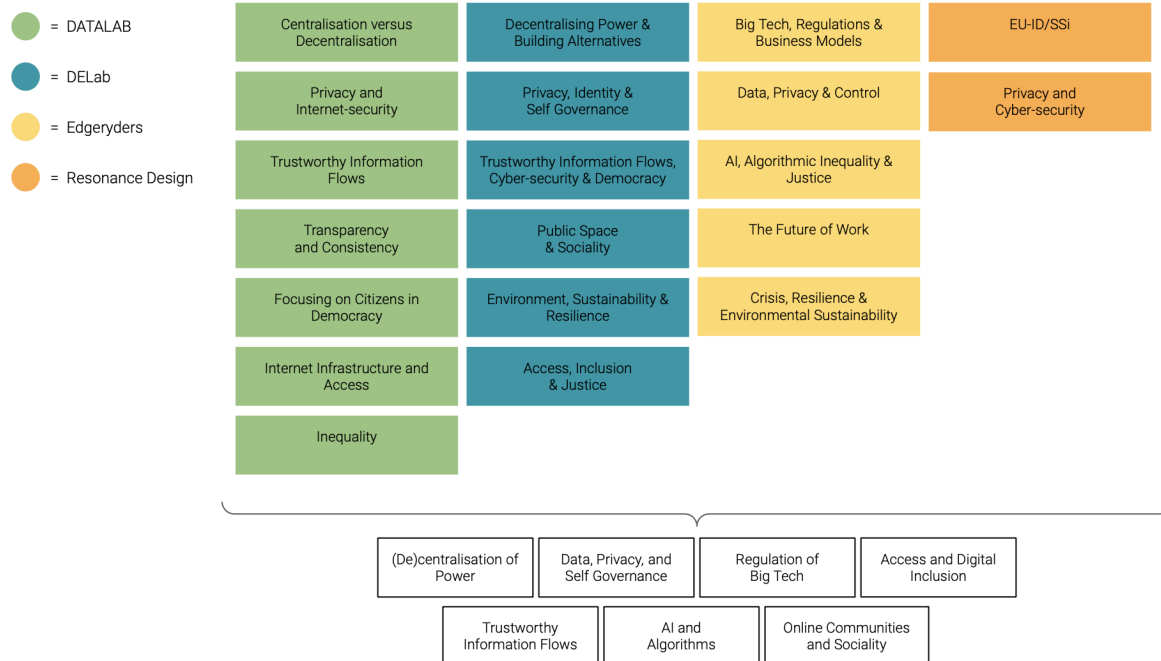 = DATALAB
= DELab
= Edgeryders
= Resonance Design
Centralisation versus
Decentralisation
Privacy and
Internet-security
Trustworthy Information
Flows
Transparency
and Consistency
Focusing on Citizens in
Democracy
Internet Infrastructure and
Access
Inequality
Decentralising Power &
Building Alternatives
Privacy, Identity &
Self Governance
Trustworthy Information Flows,
Cyber-security & Democracy
Public Space
& Sociality
Environment, Sustainability &
Resilience
Access, Inclusion
& Justice
Big Tech, Regulations &
Business Models
Data, Privacy & Control
AI, Algorithmic Inequality &
Justice
The Future of Work
Crisis, Resilience &
Environmental Sustainability
EU-ID/SSi
Privacy and
Cyber-security
(De)centralisation of
Power
Data, Privacy, and
Self Governance
Regulation of
Big Tech
Access and Digital
Inclusion
Trustworthy
Information Flows
AI and
Algorithms
Online Communities
and Sociality